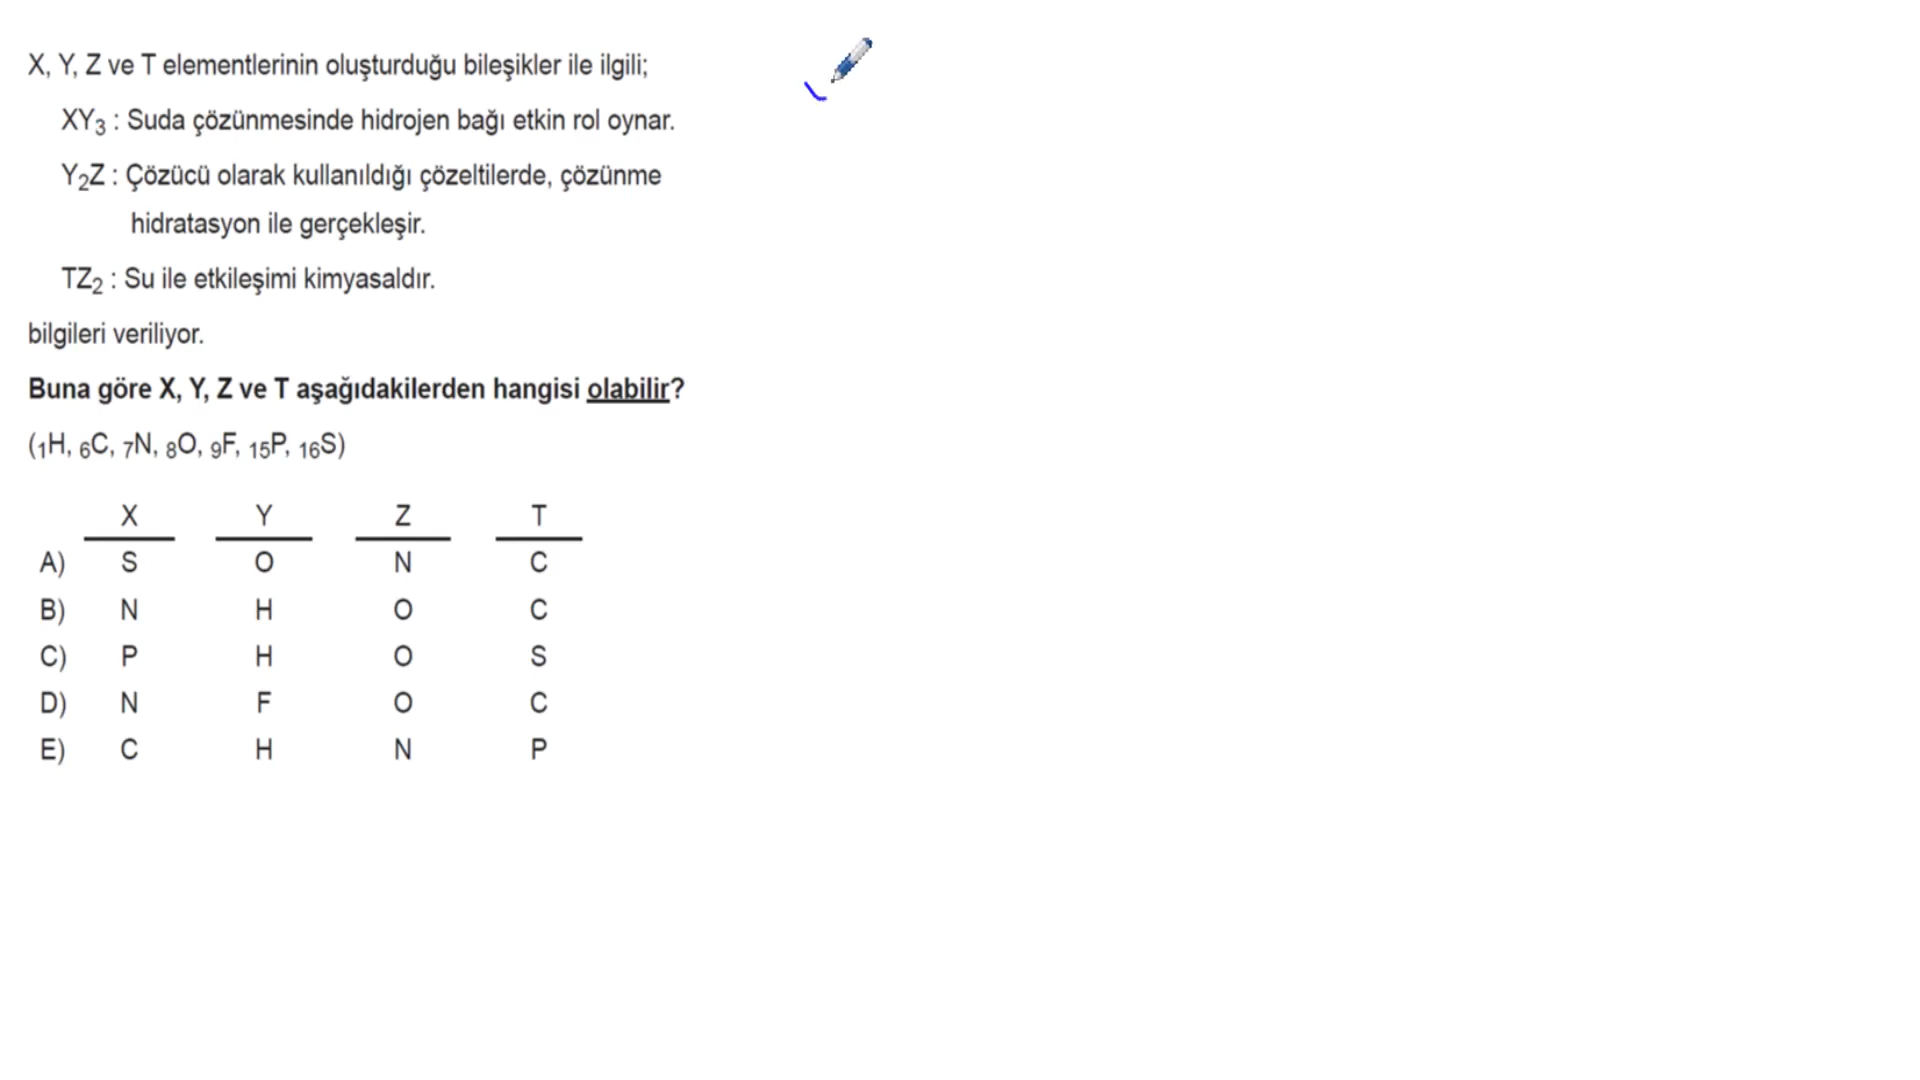 X, Y, Z ve T elementlerinin oluşturduğu bileşikler ile ilgili;
XY₃ : Suda çözünmesinde hidrojen bağı etkin rol oynar.
Y₂Z : Çözücü olarak kullanıldığı çözeltilerde, çözünme
hidratasyon ile gerçekleşir.
TZ₂ : Su ile etkileşimi kimyasaldır.
bilgileri veriliyor.
Buna göre X, Y, Z ve T aşağıdakilerden hangisi olabilir?
(₁H, ₆C, ₇N, ₈O, ₉F, ₁₅P, ₁₆S)
X Y Z T
A) S O N C
B) N H O C
C) P H O S
D) N F O C
E) C H N P